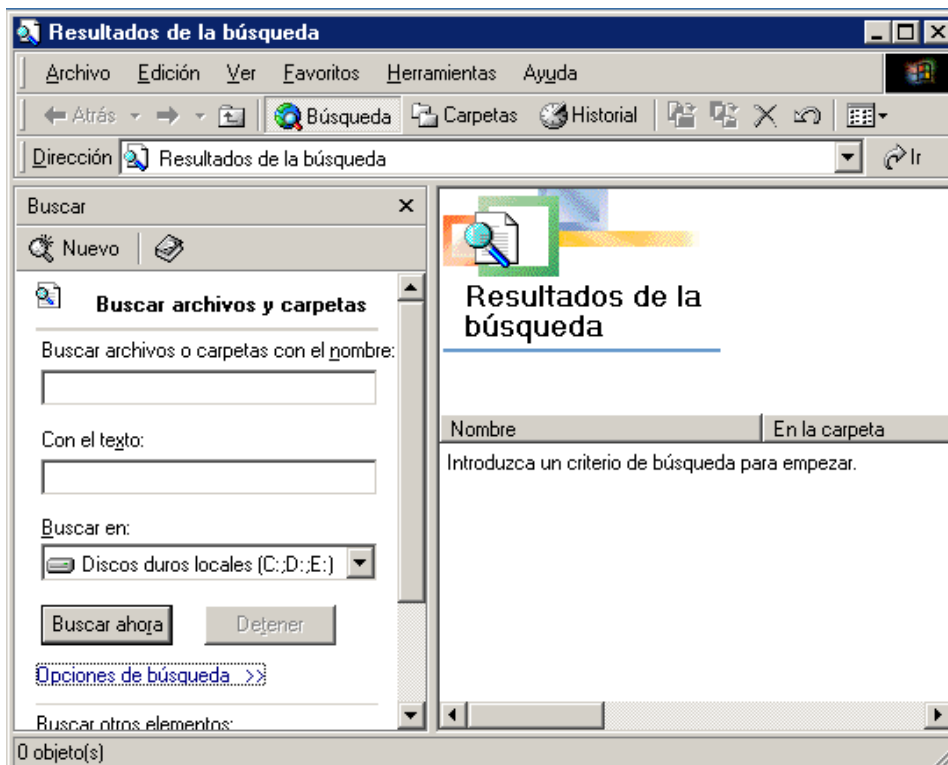 Resultados de la búsqueda
Archivo Edición Ver Favoritos Herramientas Ayuda
Atrás Búsqueda Carpetas Historial
Dirección Resultados de la búsqueda Ir
Buscar
Nuevo
Buscar archivos y carpetas
Buscar archivos o carpetas con el nombre:
Con el texto:
Buscar en:
Discos duros locales (C:;D:;E:)
Buscar ahora Detener
Opciones de búsqueda >>
Buscar otros elementos:
Resultados de la
búsqueda
Nombre En la carpeta
Introduzca un criterio de búsqueda para empezar.
0 objeto(s)